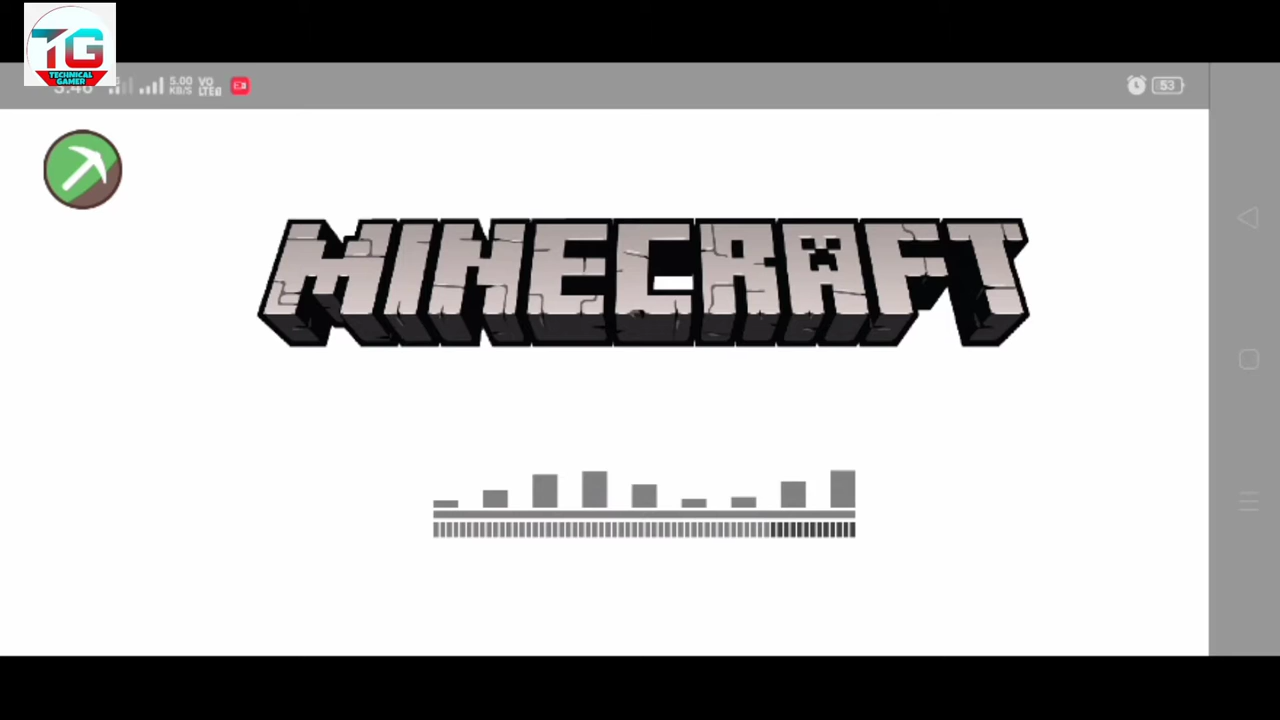 TG
TECHNICAL
GAMER
5.00
KB/S
VO
LTE
53
MINECRAFT